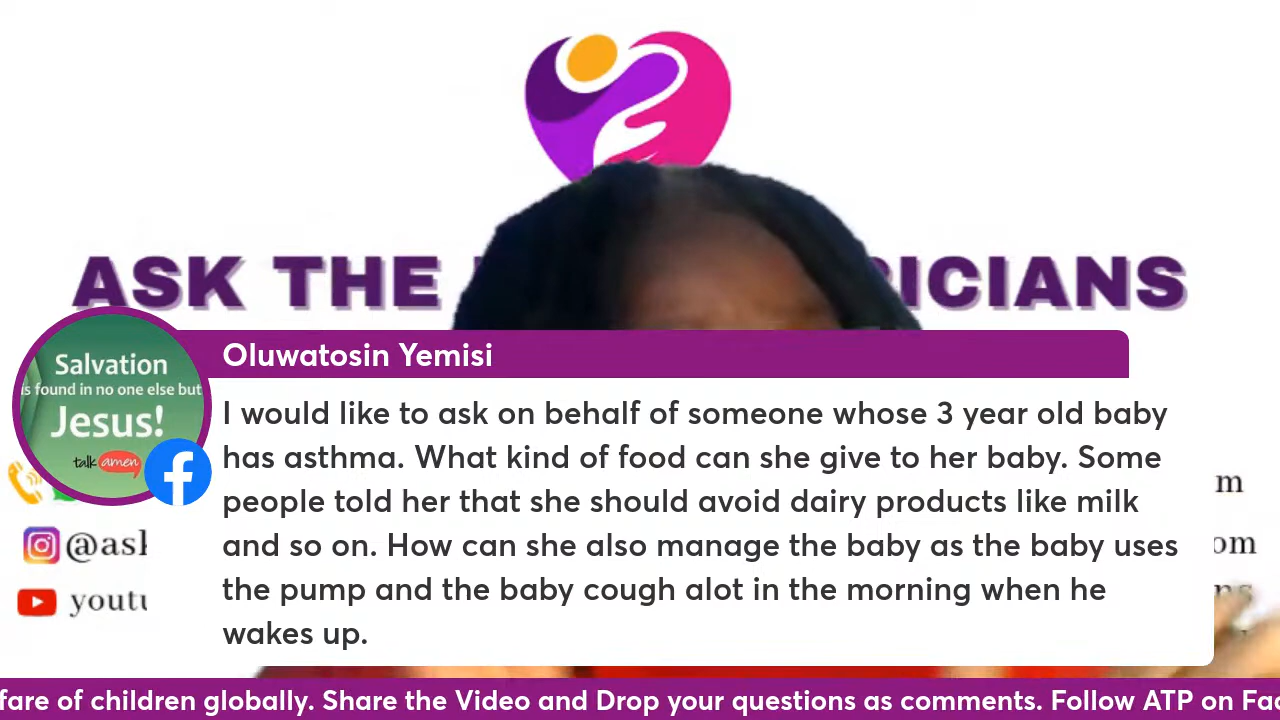 ASK THE RICIANS
Oluwatosin Yemisi
Salvation
is found in no one else but
Jesus!
talk amen
I would like to ask on behalf of someone whose 3 year old baby
has asthma. What kind of food can she give to her baby. Some
people told her that she should avoid dairy products like milk
and so on. How can she also manage the baby as the baby uses
the pump and the baby cough alot in the morning when he
wakes up.
m
@ask
om
youtu
fare of children globally. Share the Video and Drop your questions as comments. Follow ATP on Fac